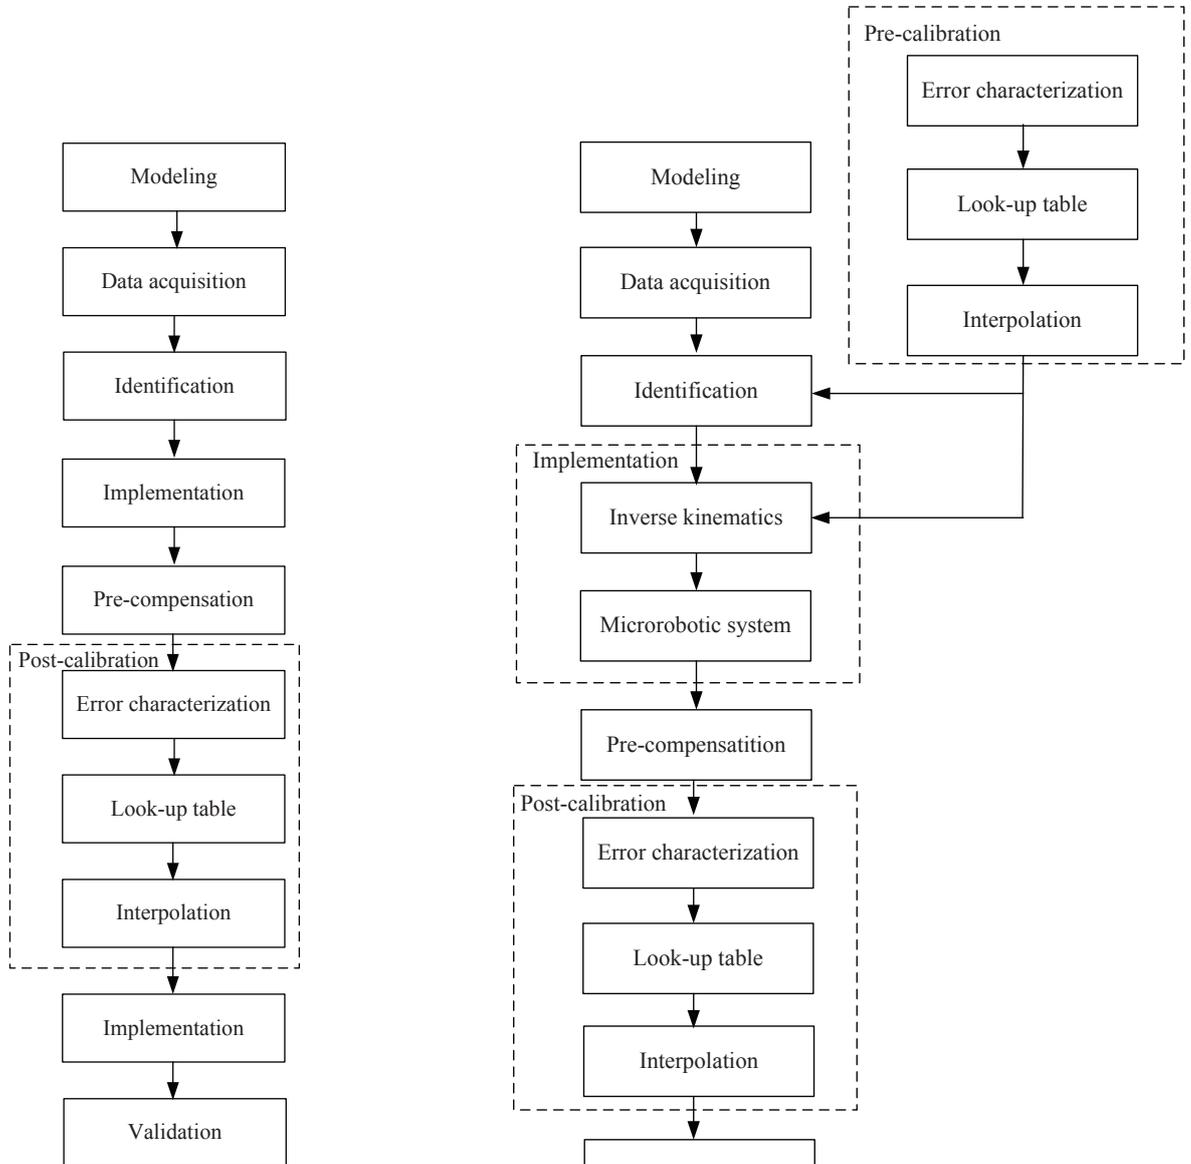 Modeling
Data acquisition
Identification
Implementation
Pre-compensation
Post-calibration
Error characterization
Look-up table
Interpolation
Implementation
Validation
Modeling
Data acquisition
Identification
Implementation
Inverse kinematics
Microrobotic system
Pre-compensatition
Post-calibration
Error characterization
Look-up table
Interpolation
Pre-calibration
Error characterization
Look-up table
Interpolation